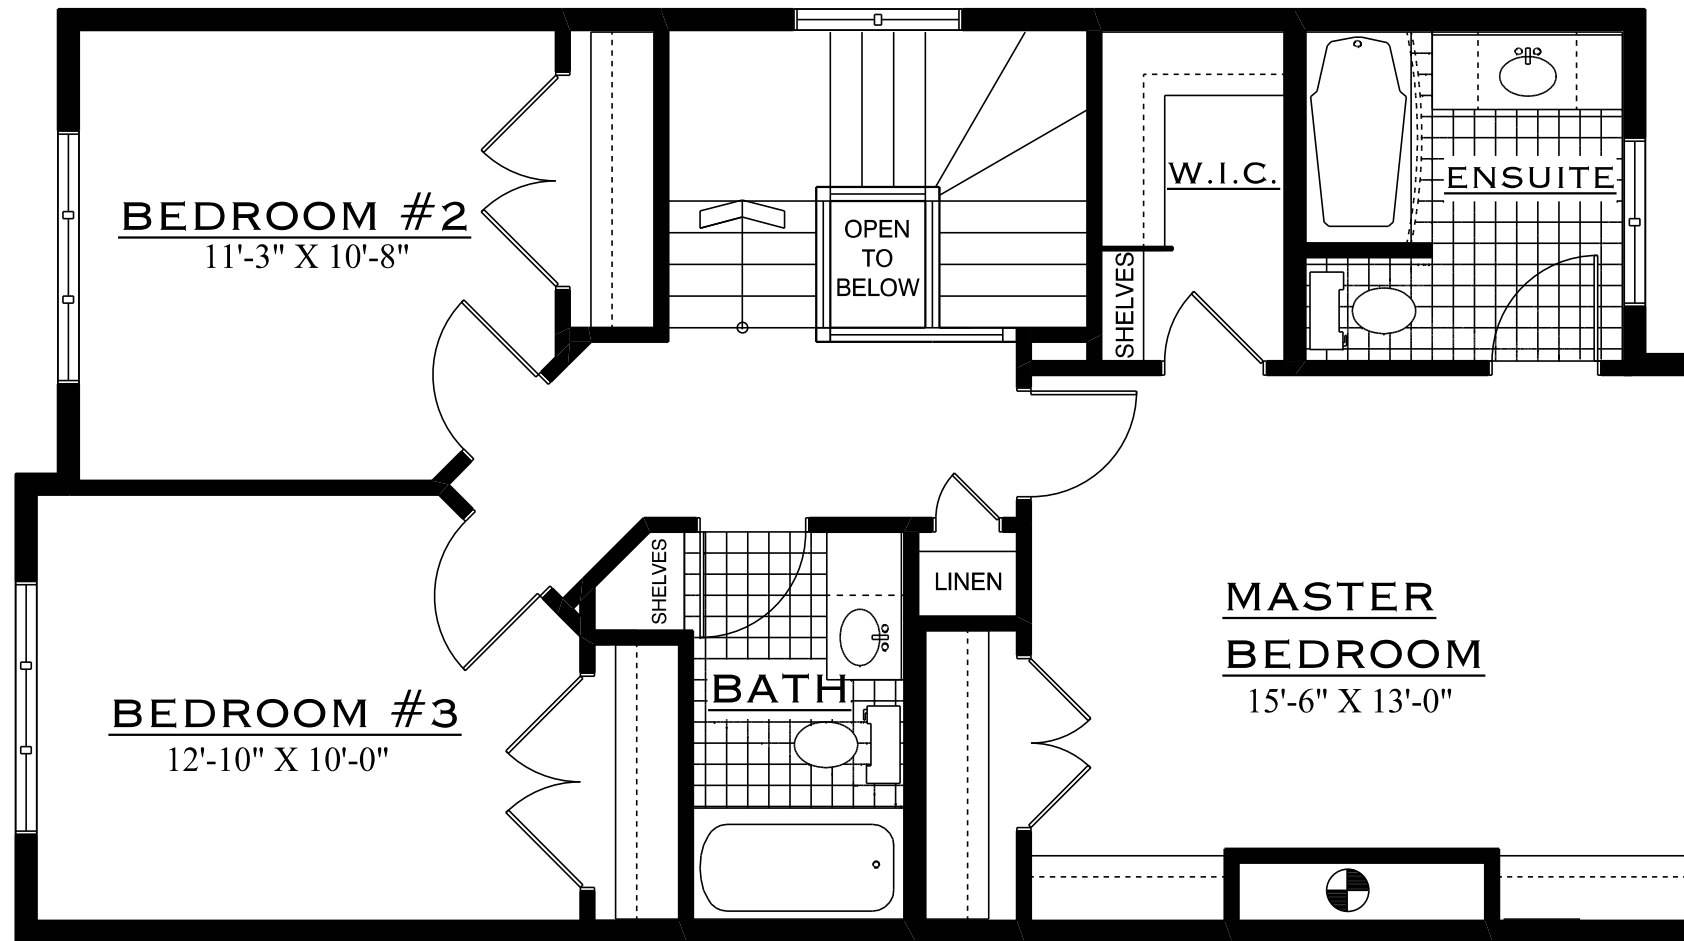 BEDROOM #2
11'-3" X 10'-8"
OPEN
TO
BELOW
W.I.C.
SHELVES
ENSUITE
SHELVES
LINEN
BATH
BEDROOM #3
12'-10" X 10'-0"
MASTER
BEDROOM
15'-6" X 13'-0"